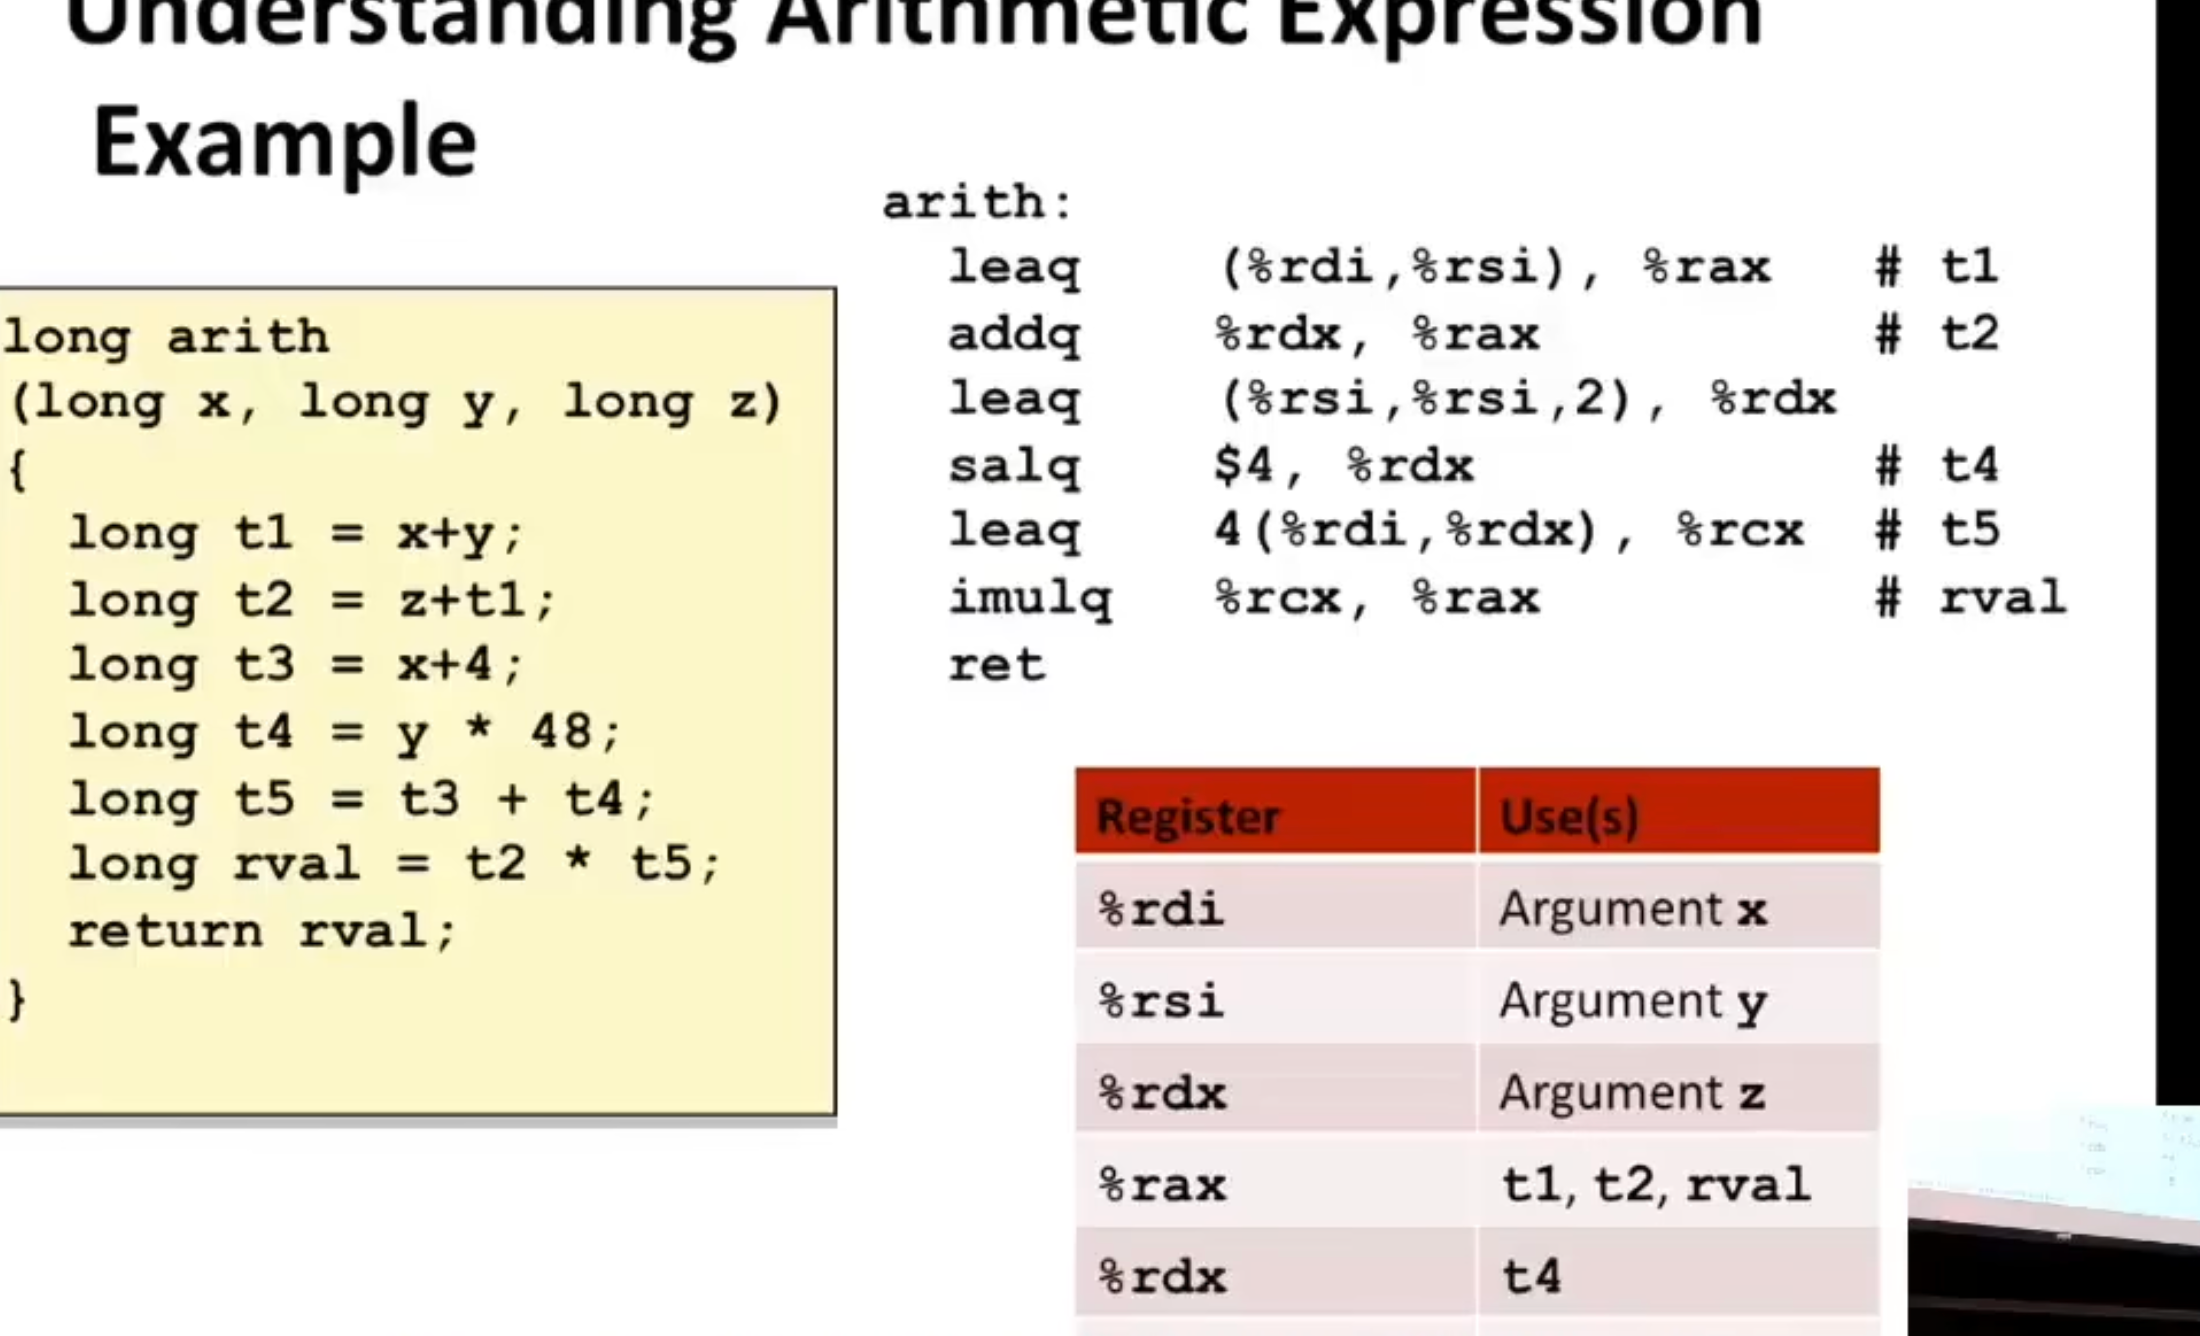 Understanding Arithmetic Expression
Example
long arith
(long x, long y, long z)
{
  long t1 = x+y;
  long t2 = z+t1;
  long t3 = x+4;
  long t4 = y * 48;
  long t5 = t3 + t4;
  long rval = t2 * t5;
  return rval;
}
arith:
  leaq (%rdi,%rsi), %rax # t1
  addq %rdx, %rax # t2
  leaq (%rsi,%rsi,2), %rdx
  salq $4, %rdx # t4
  leaq 4(%rdi,%rdx), %rcx # t5
  imulq %rcx, %rax # rval
  ret
Register Use(s)
%rdi Argument x
%rsi Argument y
%rdx Argument z
%rax t1, t2, rval
%rdx t4